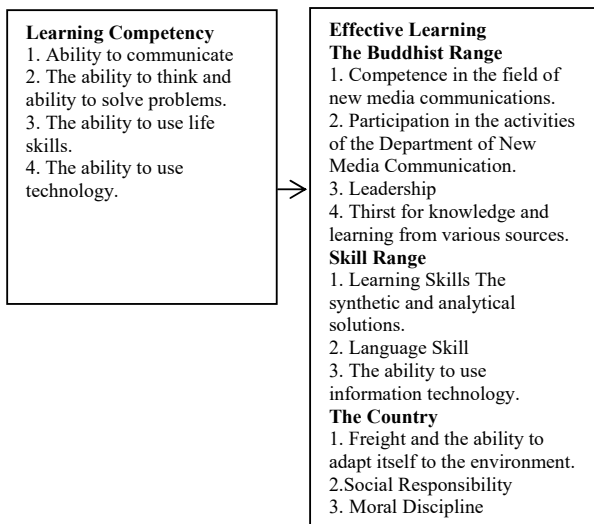 Learning Competency
1. Ability to communicate
2. The ability to think and
ability to solve problems.
3. The ability to use life
skills.
4. The ability to use
technology.
Effective Learning
The Buddhist Range
1. Competence in the field of
new media communications.
2. Participation in the activities
of the Department of New
Media Communication.
3. Leadership
4. Thirst for knowledge and
learning from various sources.
Skill Range
1. Learning Skills The
synthetic and analytical
solutions.
2. Language Skill
3. The ability to use
information technology.
The Country
1. Freight and the ability to
adapt itself to the environment.
2.Social Responsibility
3. Moral Discipline